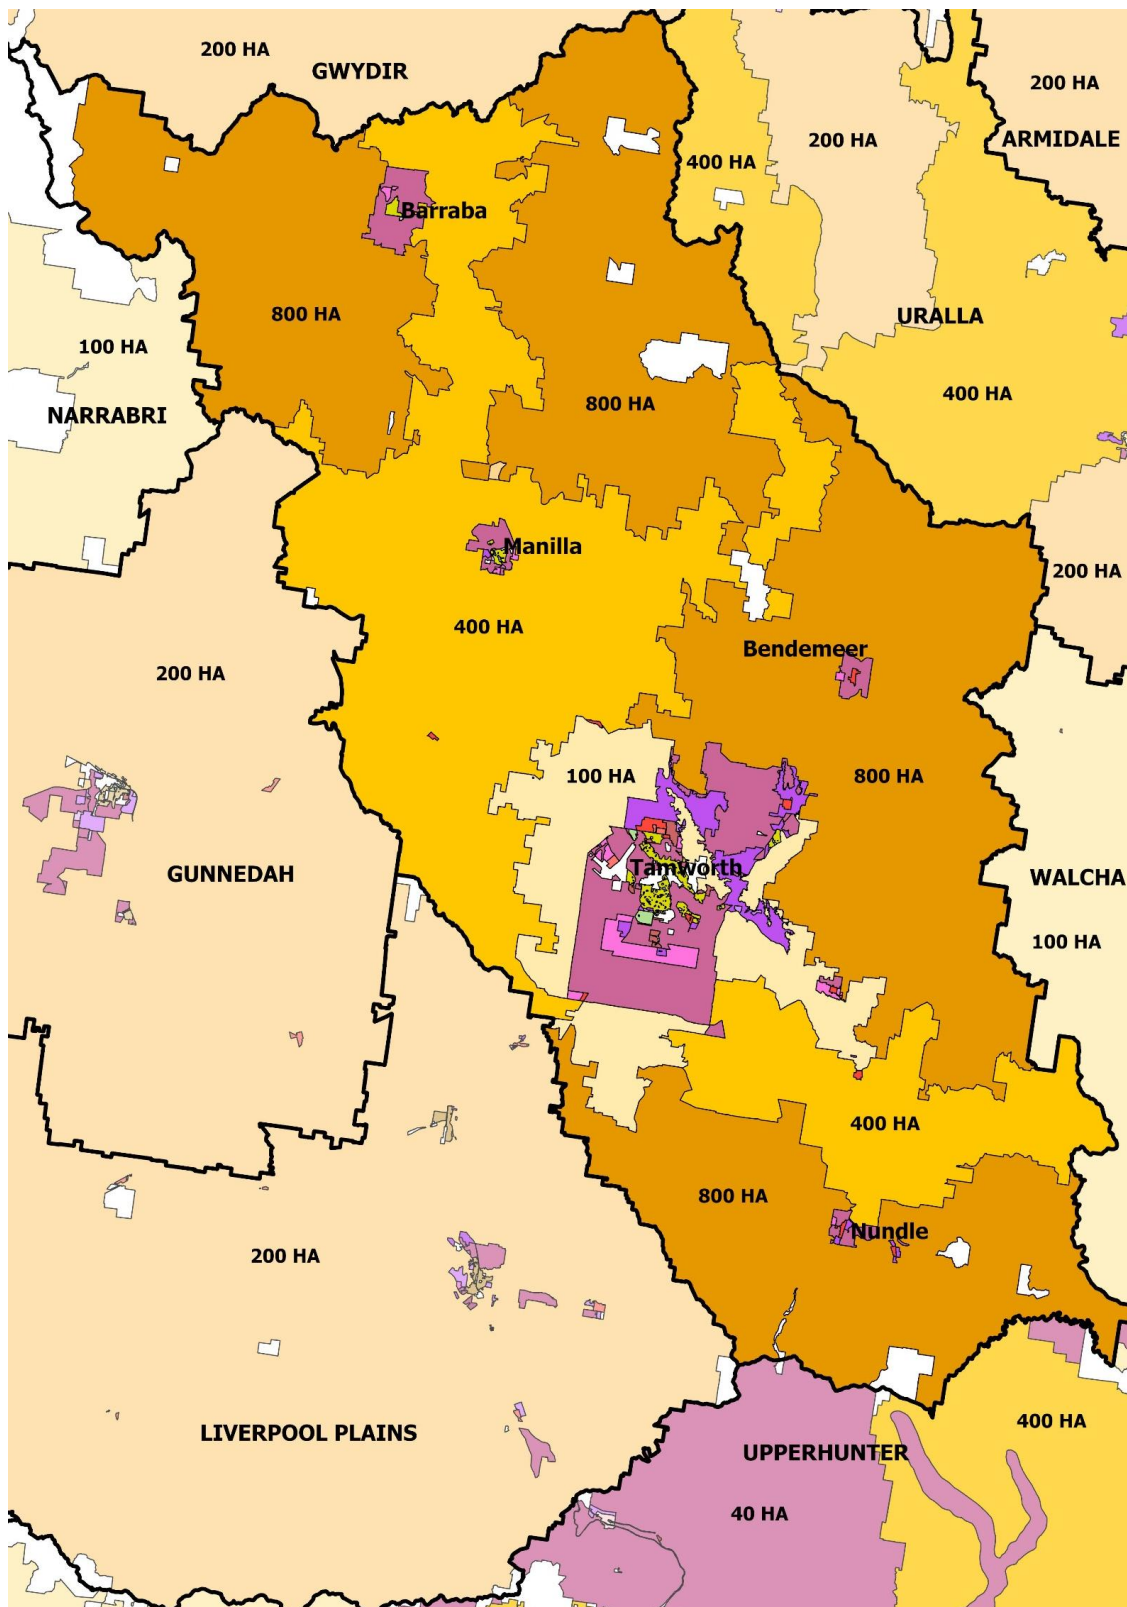 200 HA
GWYDIR
200 HA
ARMIDALE
200 HA
400 HA
Barraba
800 HA
URALLA
100 HA
NARRABRI
800 HA
400 HA
Manilla
200 HA
400 HA
Bendemeer
200 HA
100 HA
800 HA
GUNNEDAH
Tamworth
WALCHA
100 HA
400 HA
800 HA
Nundle
200 HA
LIVERPOOL PLAINS
UPPERHUNTER
400 HA
40 HA